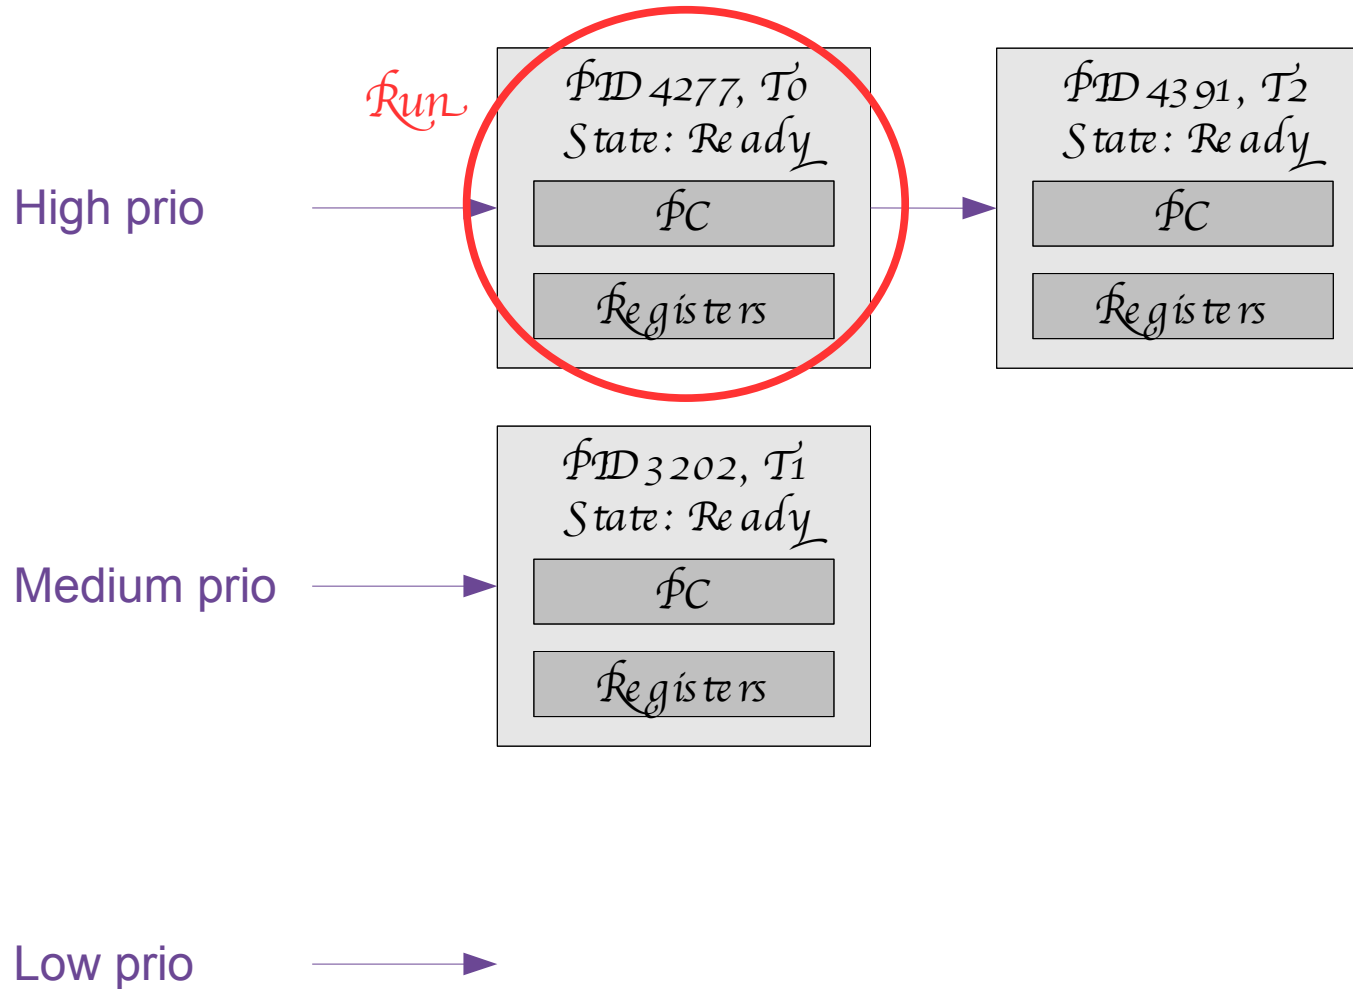 Run
PID 4277, T0
State: Ready
PC
Registers
PID 4391, T2
State: Ready
PC
Registers
High prio
PID 3202, T1
State: Ready
PC
Registers
Medium prio
Low prio